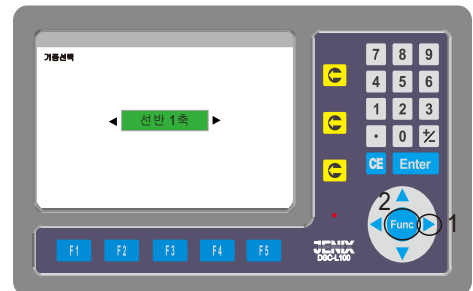 기종선택
◀ 선반 1축 ▶
C
C
C
7 8 9
4 5 6
1 2 3
· 0 +/-
CE Enter
2
Func 1
F1 F2 F3 F4 F5
JENIX
DSC-L100